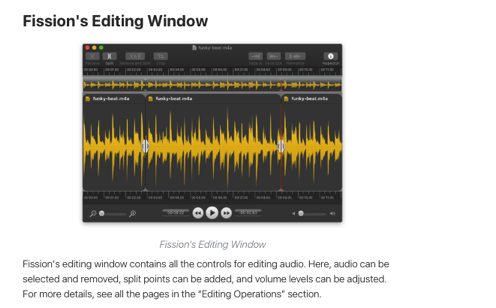 Fission's Editing Window
funky-beat.m4a
Split
Inspector
funky-beat.m4a
funky-beat.m4a
funky-beat.m4a
Fission's Editing Window
Fission's editing window contains all the controls for editing audio. Here, audio can be
selected and removed, split points can be added, and volume levels can be adjusted.
For more details, see all the pages in the “Editing Operations” section.